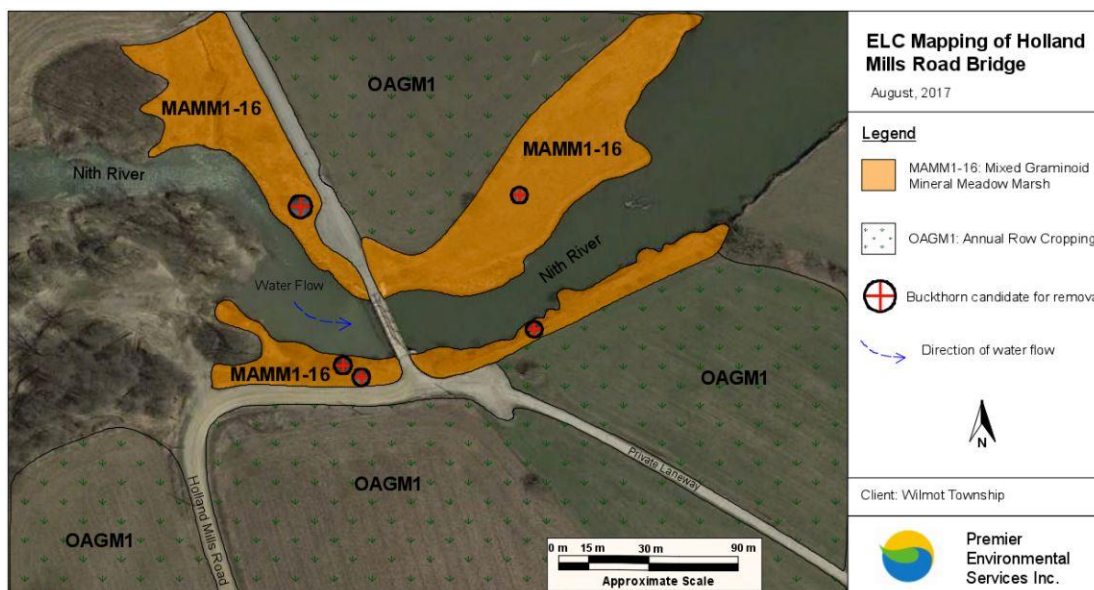 ELC Mapping of Holland
Mills Road Bridge
August, 2017
Legend
MAMM1-16: Mixed Graminoid
Mineral Meadow Marsh
OAGM1: Annual Row Cropping
Buckthorn candidate for remova
Direction of water flow
N
Client: Wilmot Township
Premier
Environmental
Services Inc.
OAGM1
MAMM1-16
MAMM1-16
Nith River
Nith River
Water Flow
MAMM1-16
OAGM1
Private Laneway
OAGM1
OAGM1
Holland Mills Road
0 m 15 m 30 m 90 m
Approximate Scale